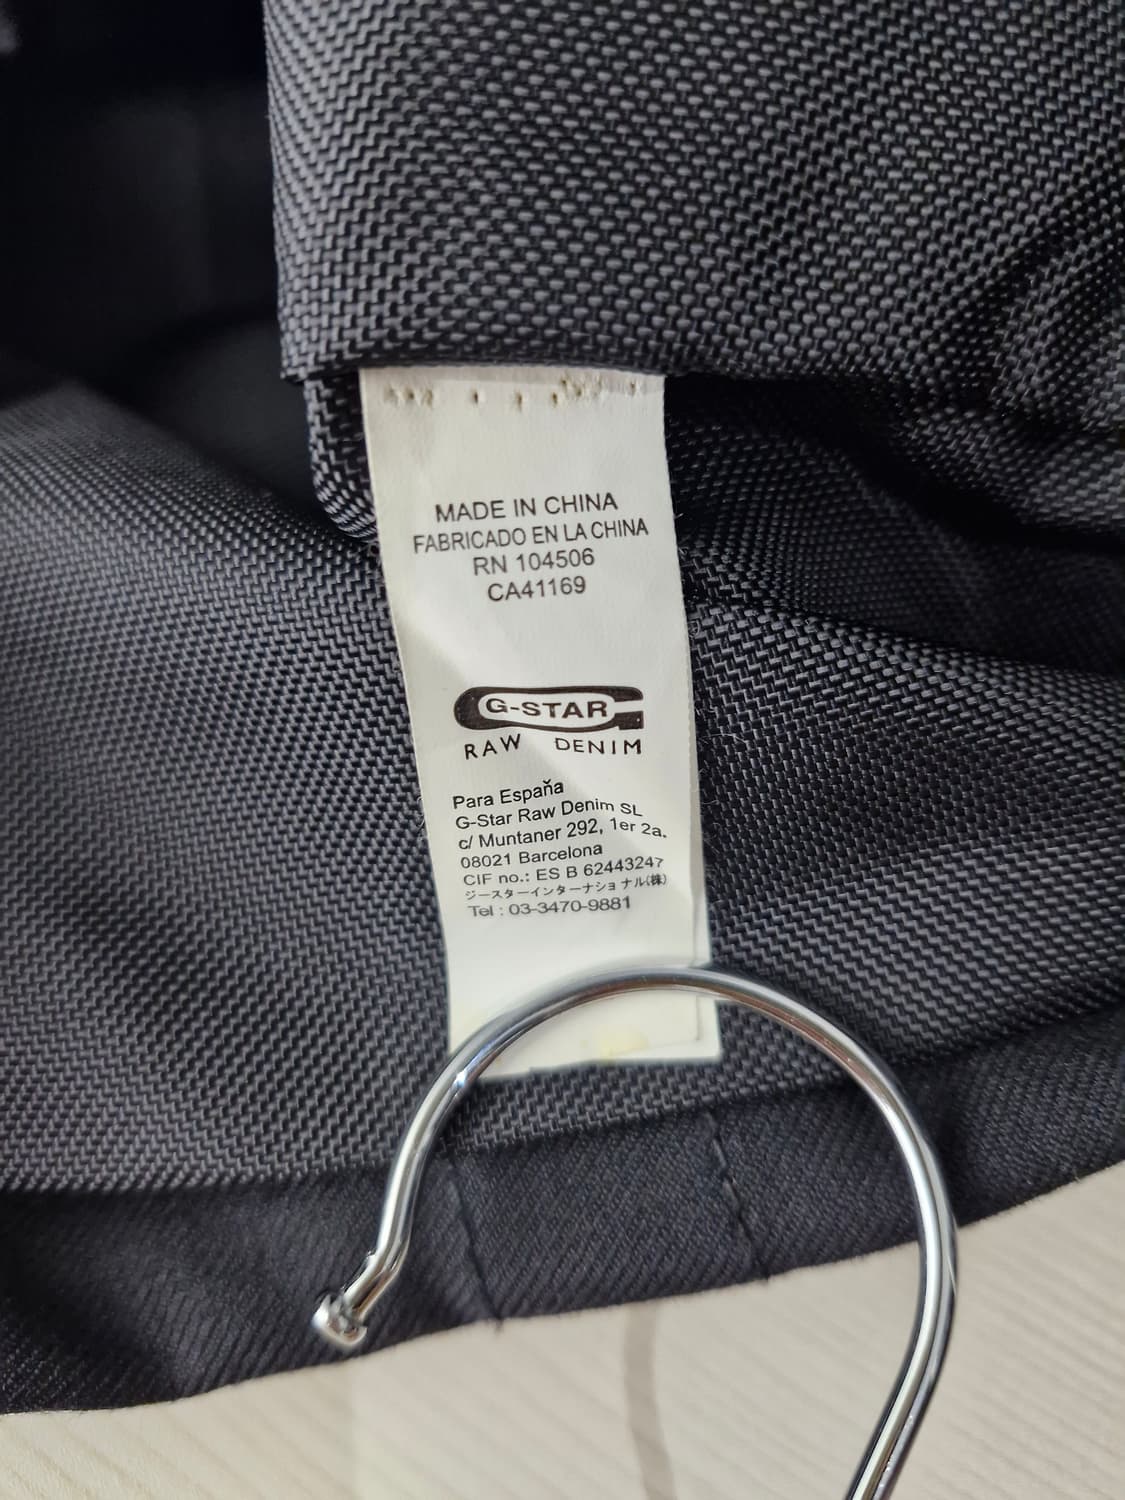 MADE IN CHINA
FABRICADO EN LA CHINA
RN 104506
CA41169
G-STAR
RAW DENIM
Para Espaňa
G-Star Raw Denim SL
c/ Muntaner 292, 1er 2a.
08021 Barcelona
CIF no.: ES B 62443247
ジースターインターナショナル(株)
Tel : 03-3470-9881